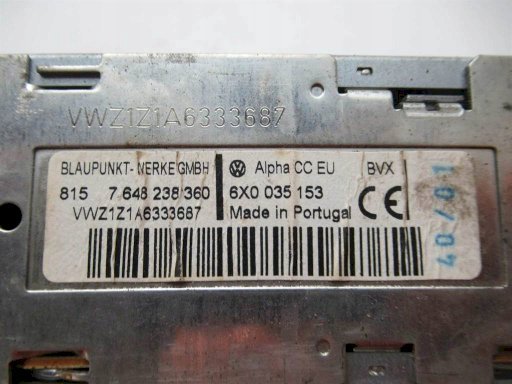 VWZ1Z1A6333687
BLAUPUNKT-WERKE GMBH Alpha CC EU BVX
815 7 648 238 360 6X0 035 153
VWZ1Z1A6333687 Made in Portugal CE
40/01